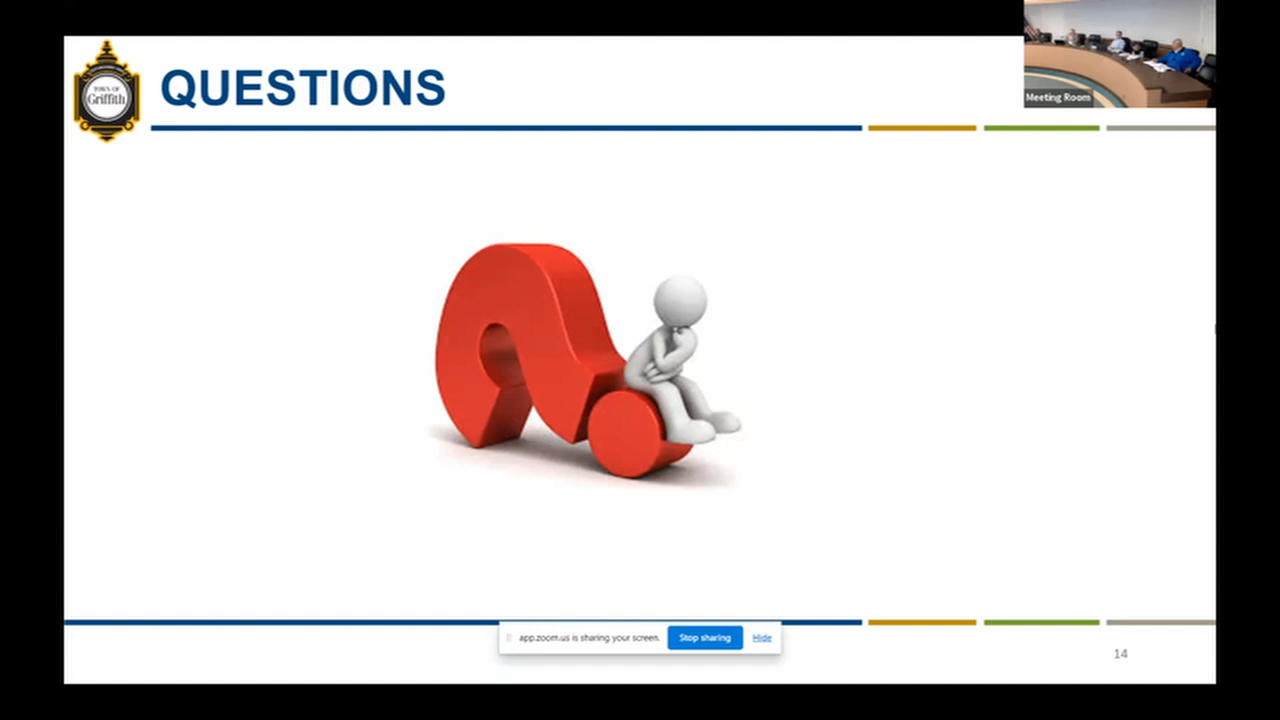 TOWN OF
Griffith
QUESTIONS
Meeting Room
app.zoom.us is sharing your screen.
Stop sharing
Hide
14